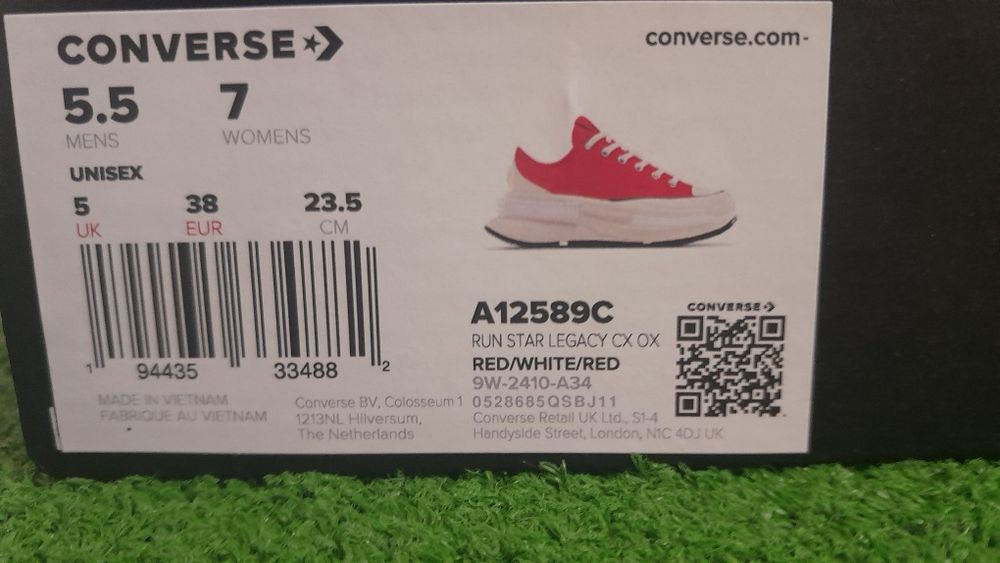 CONVERSE
converse.com-
5.5 7
MENS WOMENS
UNISEX
5 38 23.5
UK EUR CM
1 94435 33488 2
MADE IN VIETNAM
FABRIQUE AU VIETNAM
Converse BV, Colosseum 1
1213NL Hilversum,
The Netherlands
A12589C
RUN STAR LEGACY CX OX
RED/WHITE/RED
9W-2410-A34
0528685QSBJ11
Converse Retail UK Ltd., S1-4
Handyside Street, London, N1C 4DJ UK
CONVERSE